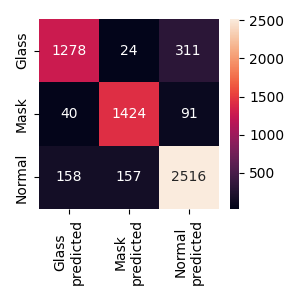 Glass 1278 24 311
Mask 40 1424 91
Normal 158 157 2516
Glass predicted
Mask predicted
Normal predicted
2500
2000
1500
1000
500